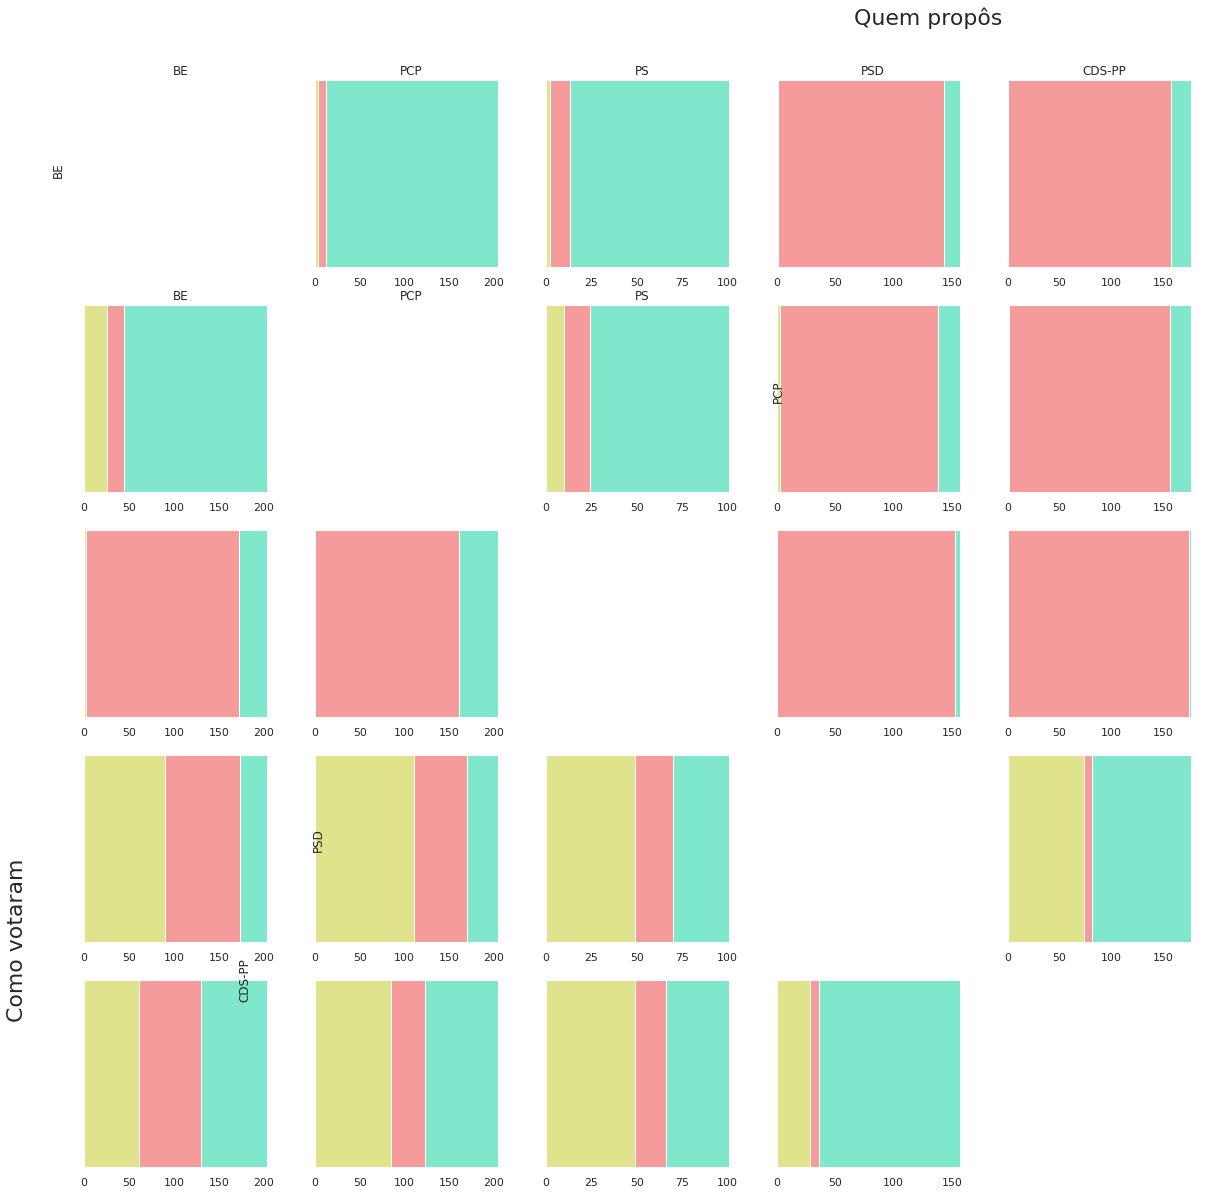 Quem propôs
BE PCP PS PSD CDS-PP
BE
0 50 100 150 200 0 25 50 75 100 0 50 100 150 0 50 100 150
BE PCP PS
PCP
0 50 100 150 200 0 25 50 75 100 0 50 100 150 0 50 100 150
0 50 100 150 200 0 50 100 150 200 0 50 100 150 0 50 100 150
PSD
Como votaram
0 50 100 150 200 0 50 100 150 200 0 25 50 75 100 0 50 100 150
CDS-PP
0 50 100 150 200 0 50 100 150 200 0 25 50 75 100 0 50 100 150